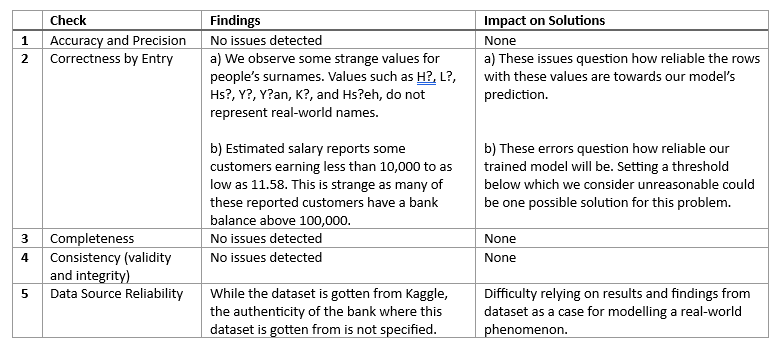 Check Findings Impact on Solutions
1 Accuracy and Precision No issues detected None
2 Correctness by Entry a) We observe some strange values for a) These issues question how reliable the rows
people's surnames. Values such as H?, L?, with these values are towards our model's
Hs?, Y?, Y?an, K?, and Hs?eh, do not prediction.
represent real-world names.
b) Estimated salary reports some b) These errors question how reliable our
customers earning less than 10,000 to as trained model will be. Setting a threshold
low as 11.58. This is strange as many of below which we consider unreasonable could
these reported customers have a bank be one possible solution for this problem.
balance above 100,000.
3 Completeness No issues detected None
4 Consistency (validity No issues detected None
and integrity)
5 Data Source Reliability While the dataset is gotten from Kaggle, Difficulty relying on results and findings from
the authenticity of the bank where this dataset as a case for modelling a real-world
dataset is gotten from is not specified. phenomenon.